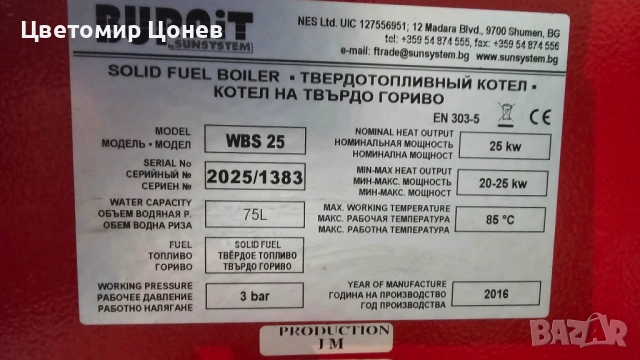 Цветомир Цонев
BURNiT
by SUNSYSTEM
NES Ltd. UIC 127556951; 12 Madara Blvd., 9700 Shumen, BG
tel: +359 54 874 555, fax: +359 54 874 556
e-mail: ftrade@sunsystem.bg, www.sunsystem.bg
SOLID FUEL BOILER • ТВЕРДОТОПЛИВНЫЙ КОТЕЛ •
КОТЕЛ НА ТВЪРДО ГОРИВО
EN 303-5 CE
MODEL
МОДЕЛЬ • МОДЕЛ
WBS 25
SERIAL No
СЕРИЙНЫЙ №
СЕРИЕН №
2025/1383
WATER CAPACITY
ОБЪЕМ ВОДЯНАЯ Р.
ОБЕМ ВОДНА РИЗА
75L
FUEL
ТОПЛИВО
ГОРИВО
SOLID FUEL
ТВЁРДОЕ ТОПЛИВО
ТВЪРДО ГОРИВО
WORKING PRESSURE
РАБОЧЕЕ ДАВЛЕНИЕ
РАБОТНО НАЛЯГАНЕ
3 bar
NOMINAL HEAT OUTPUT
НОМИНАЛЬНАЯ МОЩНОСТЬ
НОМИНАЛНА МОЩНОСТ
25 kw
MIN-MAX HEAT OUTPUT
МИН-МАКС. МОЩНОСТЬ
МИН-МАКС. МОЩНОСТ
20-25 kw
MAX. WORKING TEMPERATURE
МАКС. РАБОЧАЯ ТЕМПЕРАТУРА
МАКС. РАБОТНА ТЕМПЕРАТУРА
85 °C
YEAR OF MANUFACTURE
ГОДИНА НА ПРОИЗВОДСТВО
ГОД ПРОИЗВОДСТВА
2016
PRODUCTION
J M
BAZAR
bg